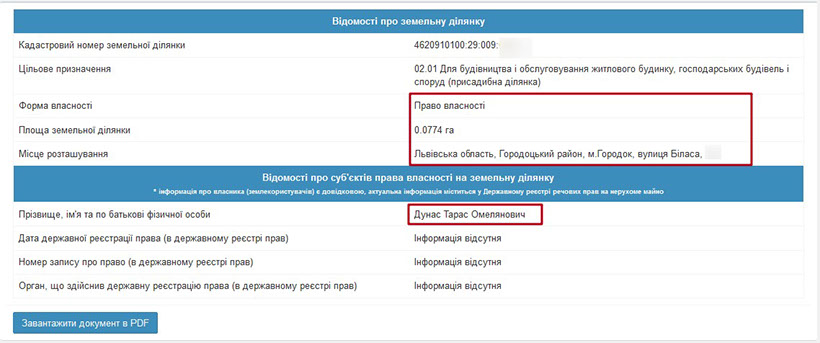 Відомості про земельну ділянку
Кадастровий номер земельної ділянки 4620910100:29:009:
Цільове призначення 02.01 Для будівництва і обслуговування житлового будинку, господарських будівель і
споруд (присадибна ділянка)
Форма власності Право власності
Площа земельної ділянки 0.0774 га
Місце розташування Львівська область, Городоцький район, м.Городок, вулиця Біласа,
Відомості про суб'єктів права власності на земельну ділянку
* інформація про власника (землекористувачів) є довідковою, актуальна інформація міститься у Державному реєстрі речових прав на нерухоме майно
Прізвище, ім'я та по батькові фізичної особи Дунас Тарас Омелянович
Дата державної реєстрації права (в державному реєстрі прав) Інформація відсутня
Номер запису про право (в державному реєстрі прав) Інформація відсутня
Орган, що здійснив державну реєстрацію права (в державному реєстрі прав) Інформація відсутня
Завантажити документ в PDF